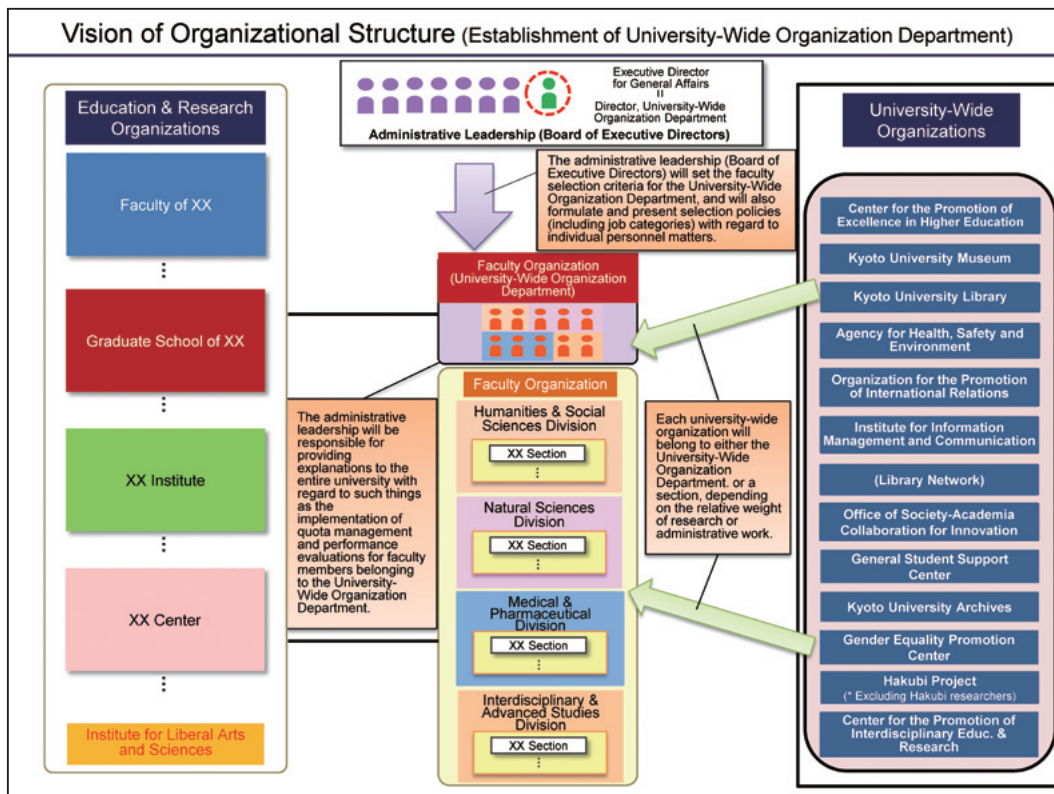 Vision of Organizational Structure (Establishment of University-Wide Organization Department)
Education & Research
Organizations
Faculty of XX
⋮
Graduate School of XX
⋮
XX Institute
⋮
XX Center
⋮
Institute for Liberal Arts
and Sciences
Executive Director
for General Affairs
=
Director, University-Wide
Organization Department
Administrative Leadership (Board of Executive Directors)
The administrative leadership (Board of
Executive Directors) will set the faculty
selection criteria for the University-Wide
Organization Department, and will also
formulate and present selection policies
(including job categories) with regard to
individual personnel matters.
Faculty Organization
(University-Wide Organization
Department)
The administrative
leadership will be
responsible for
providing
explanations to the
entire university with
regard to such things
as the
implementation of
quota management
and performance
evaluations for faculty
members belonging
to the University-
Wide Organization
Department.
Faculty Organization
Humanities & Social
Sciences Division
XX Section
⋮
Natural Sciences
Division
XX Section
⋮
Medical &
Pharmaceutical
Division
XX Section
⋮
Interdisciplinary &
Advanced Studies
Division
XX Section
⋮
Each university-wide
organization will
belong to either the
University-Wide
Organization
Department. or a
section, depending
on the relative weight
of research or
administrative work.
University-Wide
Organizations
Center for the Promotion of
Excellence in Higher Education
Kyoto University Museum
Kyoto University Library
Agency for Health, Safety and
Environment
Organization for the Promotion
of International Relations
Institute for Information
Management and Communication
(Library Network)
Office of Society-Academia
Collaboration for Innovation
General Student Support
Center
Kyoto University Archives
Gender Equality Promotion
Center
Hakubi Project
(* Excluding Hakubi researchers)
Center for the Promotion of
Interdisciplinary Educ. &
Research